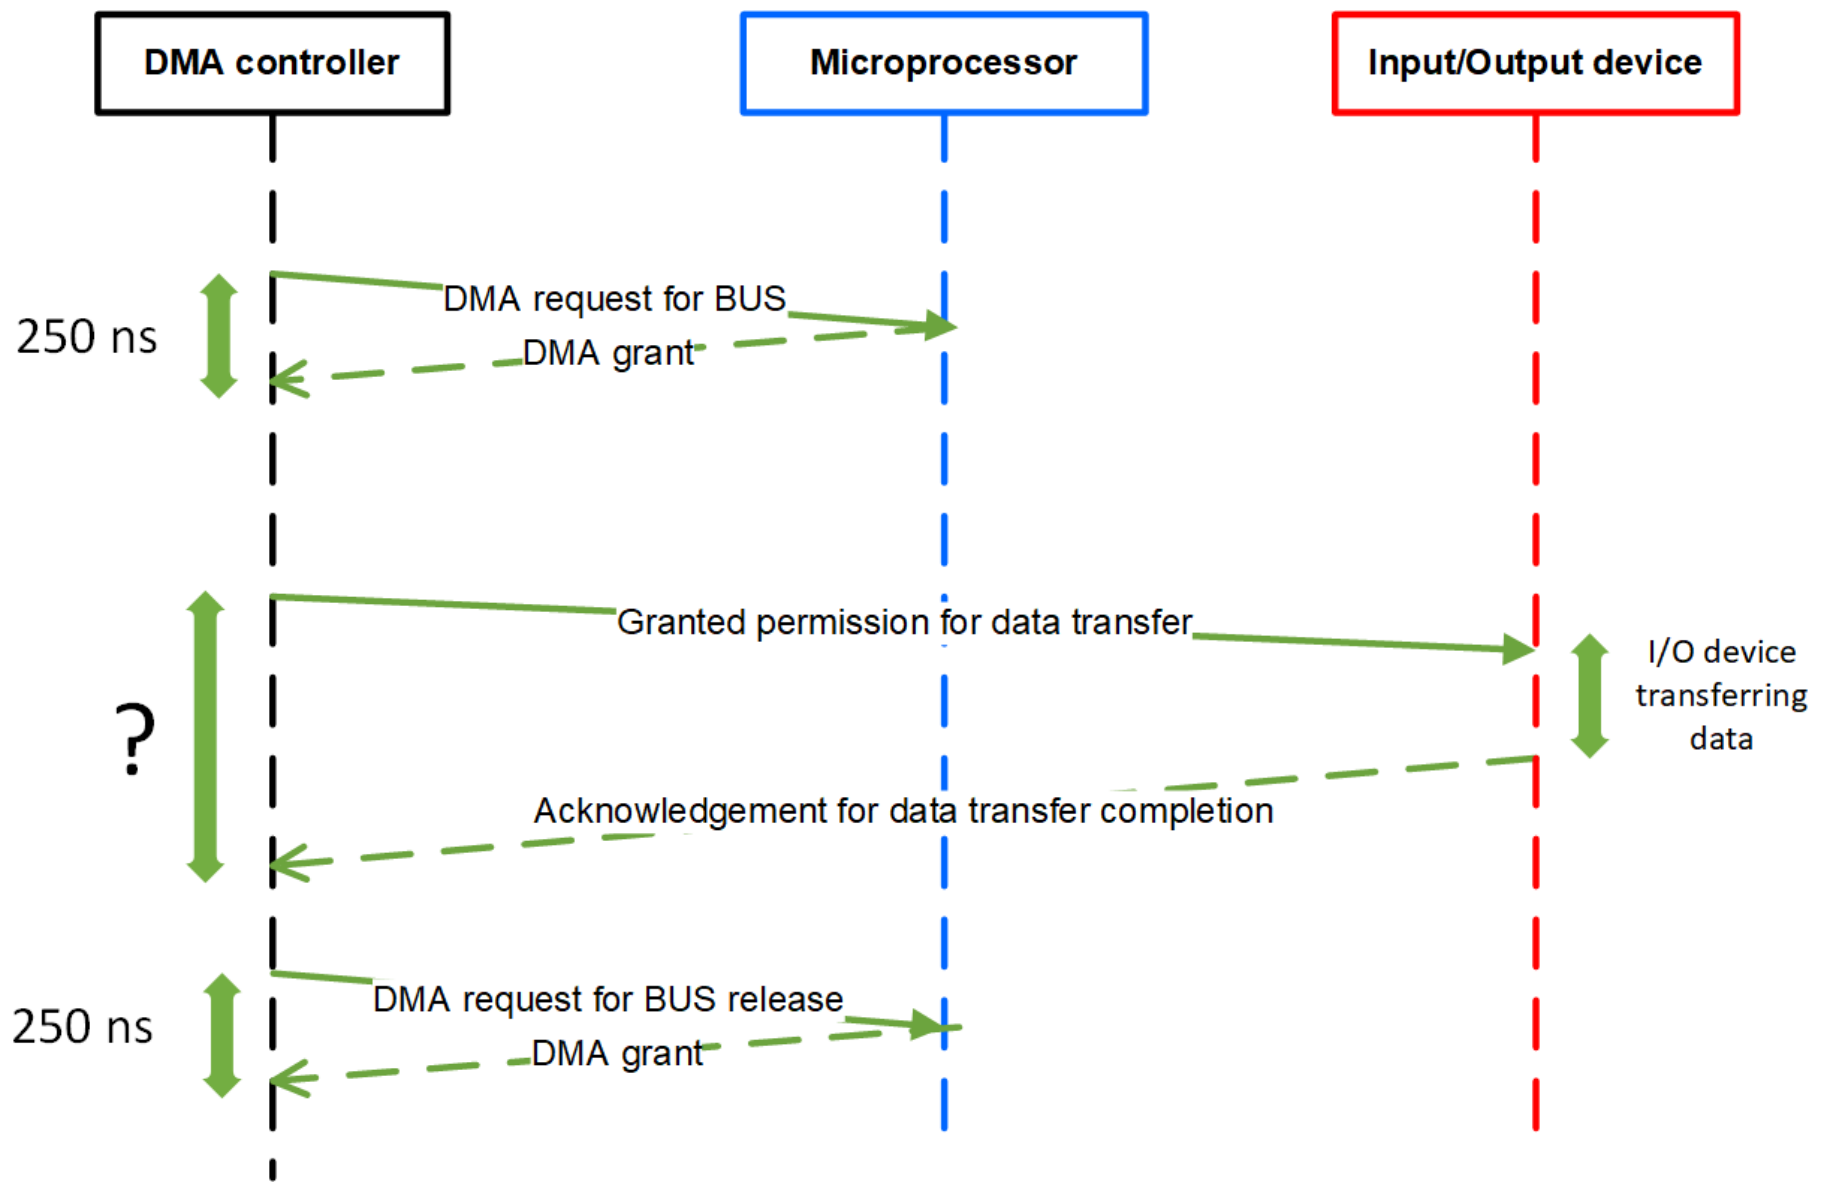 DMA controller
Microprocessor
Input/Output device
DMA request for BUS
250 ns
DMA grant
Granted permission for data transfer
I/O device
transferring
data
?
Acknowledgement for data transfer completion
DMA request for BUS release
250 ns
DMA grant